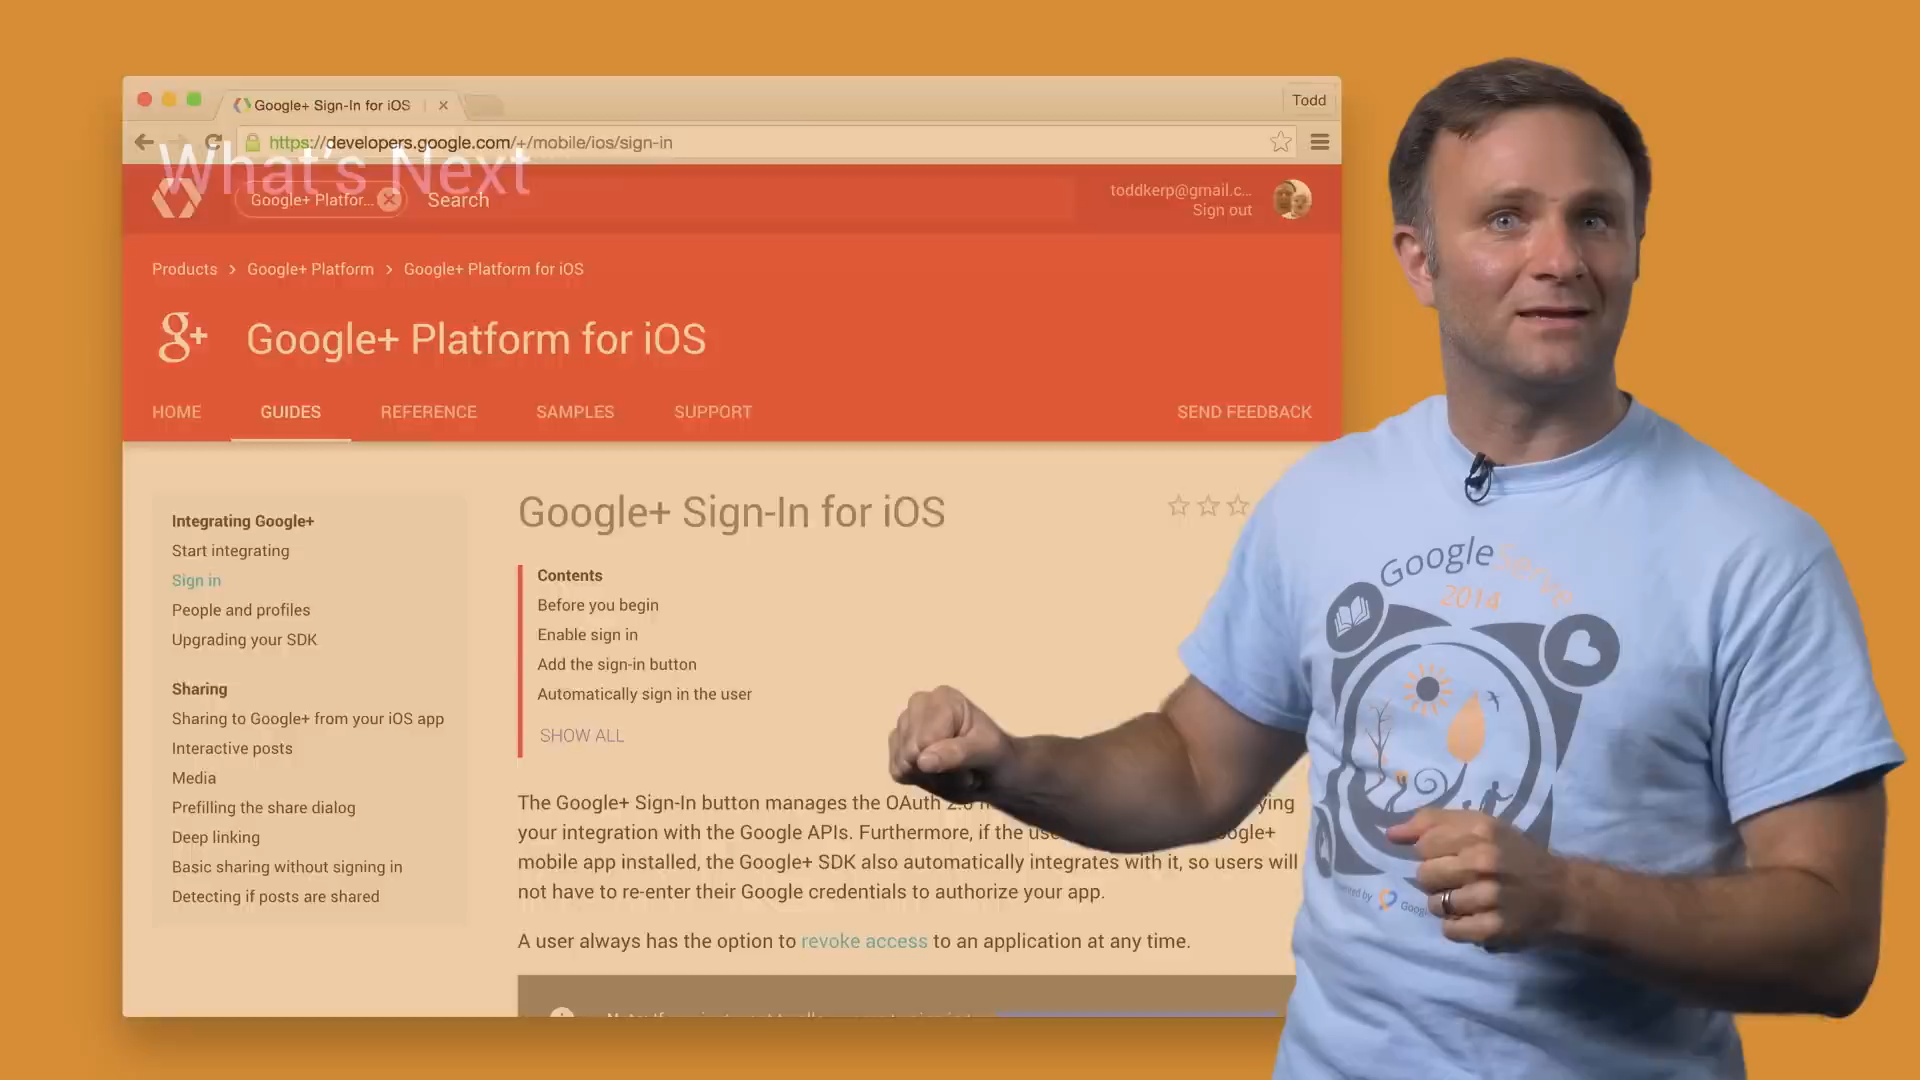 Google+ Sign-In for iOS
Todd
https://developers.google.com/+/mobile/ios/sign-in
What's Next
Google+ Platfor...
Search
toddkerp@gmail.c...
Sign out
Products > Google+ Platform > Google+ Platform for iOS
g+
Google+ Platform for iOS
HOME GUIDES REFERENCE SAMPLES SUPPORT SEND FEEDBACK
Integrating Google+
Start integrating
Sign in
People and profiles
Upgrading your SDK
Sharing
Sharing to Google+ from your iOS app
Interactive posts
Media
Prefilling the share dialog
Deep linking
Basic sharing without signing in
Detecting if posts are shared
Google+ Sign-In for iOS
Contents
Before you begin
Enable sign in
Add the sign-in button
Automatically sign in the user
SHOW ALL
The Google+ Sign-In button manages the OAuth 2.0
your integration with the Google APIs. Furthermore, if the
mobile app installed, the Google+ SDK also automatically integrates with it, so users will
not have to re-enter their Google credentials to authorize your app.
A user always has the option to revoke access to an application at any time.
GoogleServe
2014
by